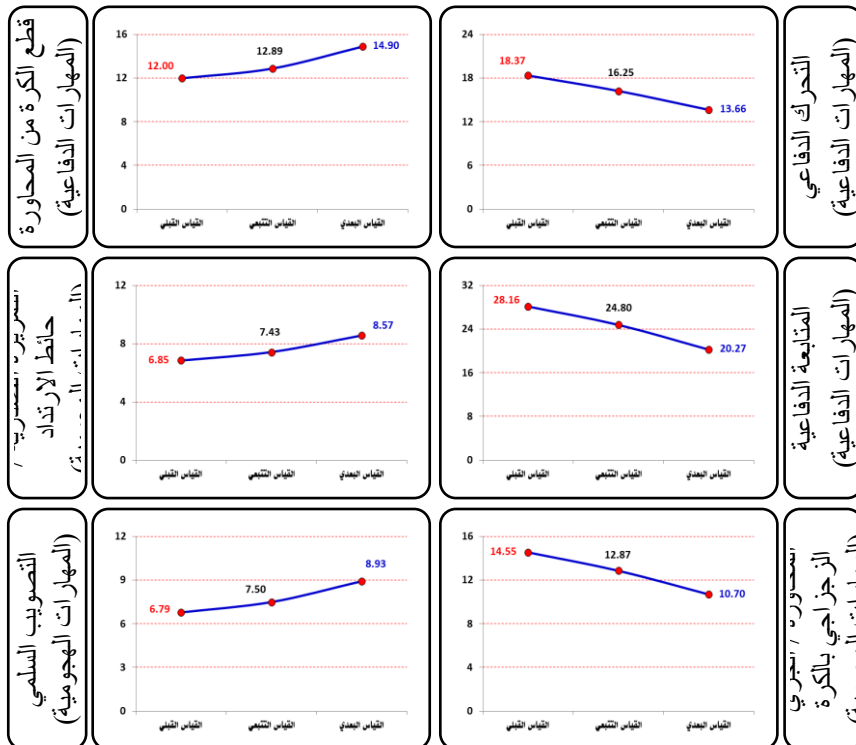 التحرك الدفاعي
(المهارات الدفاعية)
24
18
12
6
0
18.37
16.25
13.66
القياس القبلي
القياس التتبعي
القياس البعدي
قطع الكرة من المحاورة
(المهارات الدفاعية)
16
12
8
4
0
12.00
12.89
14.90
القياس القبلي
القياس التتبعي
القياس البعدي
المتابعة الدفاعية
(المهارات الدفاعية)
32
24
16
8
0
28.16
24.80
20.27
القياس القبلي
القياس التتبعي
القياس البعدي
حائط الارتداد
12
8
4
0
6.85
7.43
8.57
القياس القبلي
القياس التتبعي
القياس البعدي
الزجزاجي بالكرة
16
12
8
4
0
14.55
12.87
10.70
القياس القبلي
القياس التتبعي
القياس البعدي
التصويب السلمي
(المهارات الهجومية)
12
9
6
3
0
6.79
7.50
8.93
القياس القبلي
القياس التتبعي
القياس البعدي